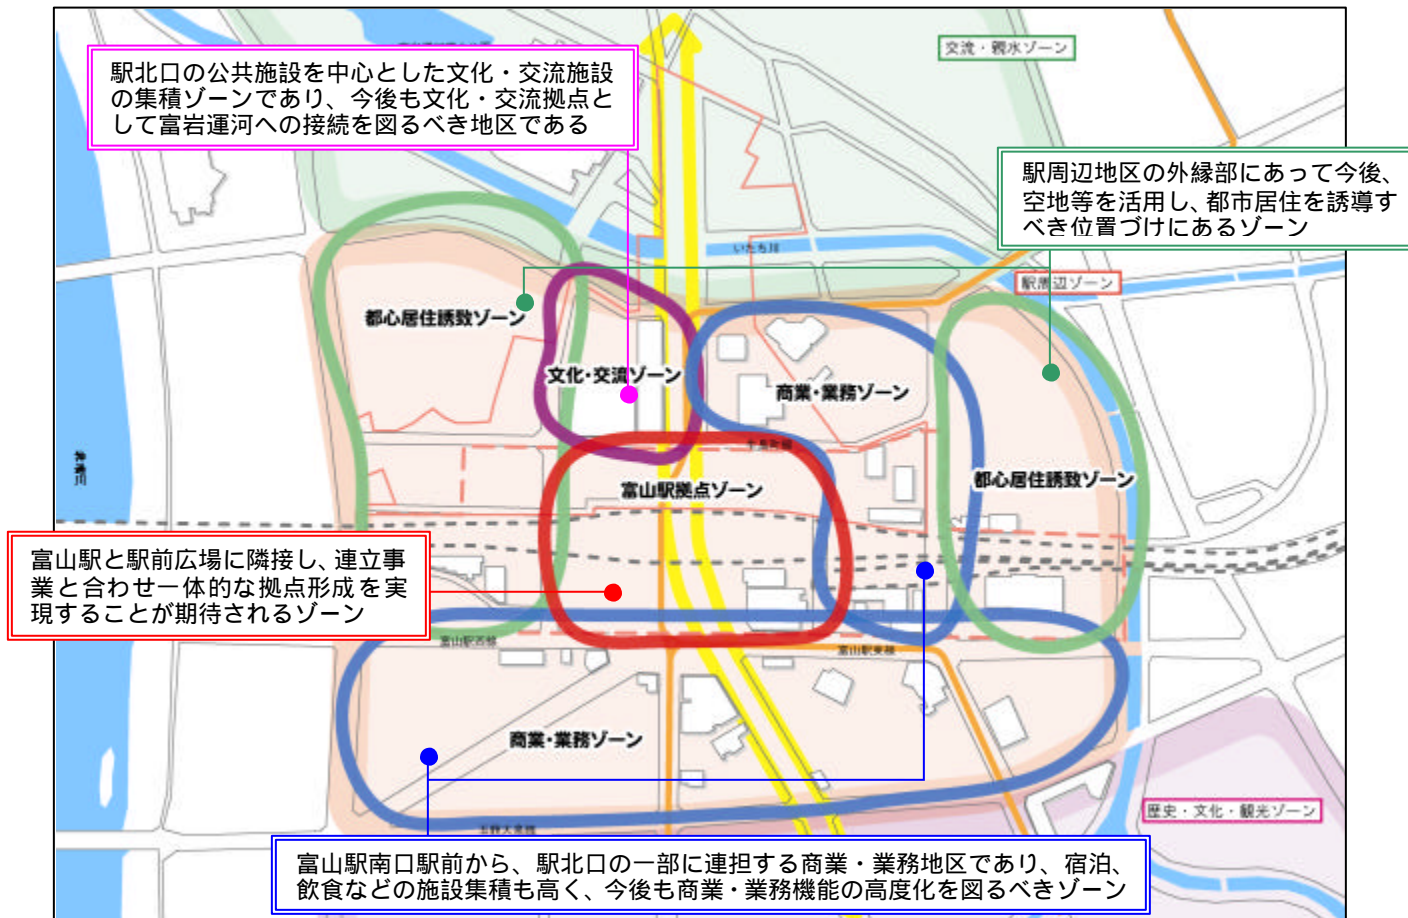 交流・親水ゾーン
駅北口の公共施設を中心とした文化・交流施設
の集積ゾーンであり、今後も文化・交流拠点と
して富岩運河への接続を図るべき地区である
駅周辺地区の外縁部にあって今後、
空地等を活用し、都市居住を誘導す
べき位置づけにあるゾーン
いたち川
駅周辺ゾーン
都心居住誘致ゾーン
文化・交流ゾーン
商業・業務ゾーン
牛島町線
都心居住誘致ゾーン
富山駅拠点ゾーン
富山駅と駅前広場に隣接し、連立事
業と合わせ一体的な拠点形成を実
現することが期待されるゾーン
富山駅西線
富山駅東線
商業・業務ゾーン
歴史・文化・観光ゾーン
富山駅南口駅前から、駅北口の一部に連担する商業・業務地区であり、宿泊、
飲食などの施設集積も高く、今後も商業・業務機能の高度化を図るべきゾーン